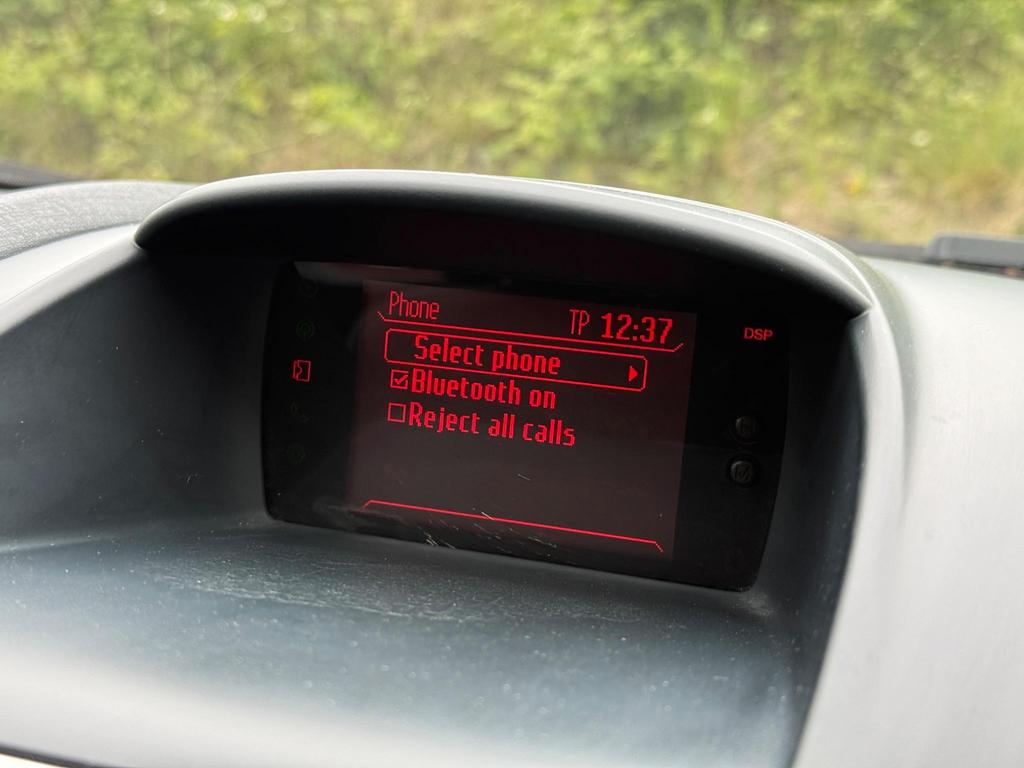 Phone TP 12:37
DSP
Select phone
Bluetooth on
Reject all calls